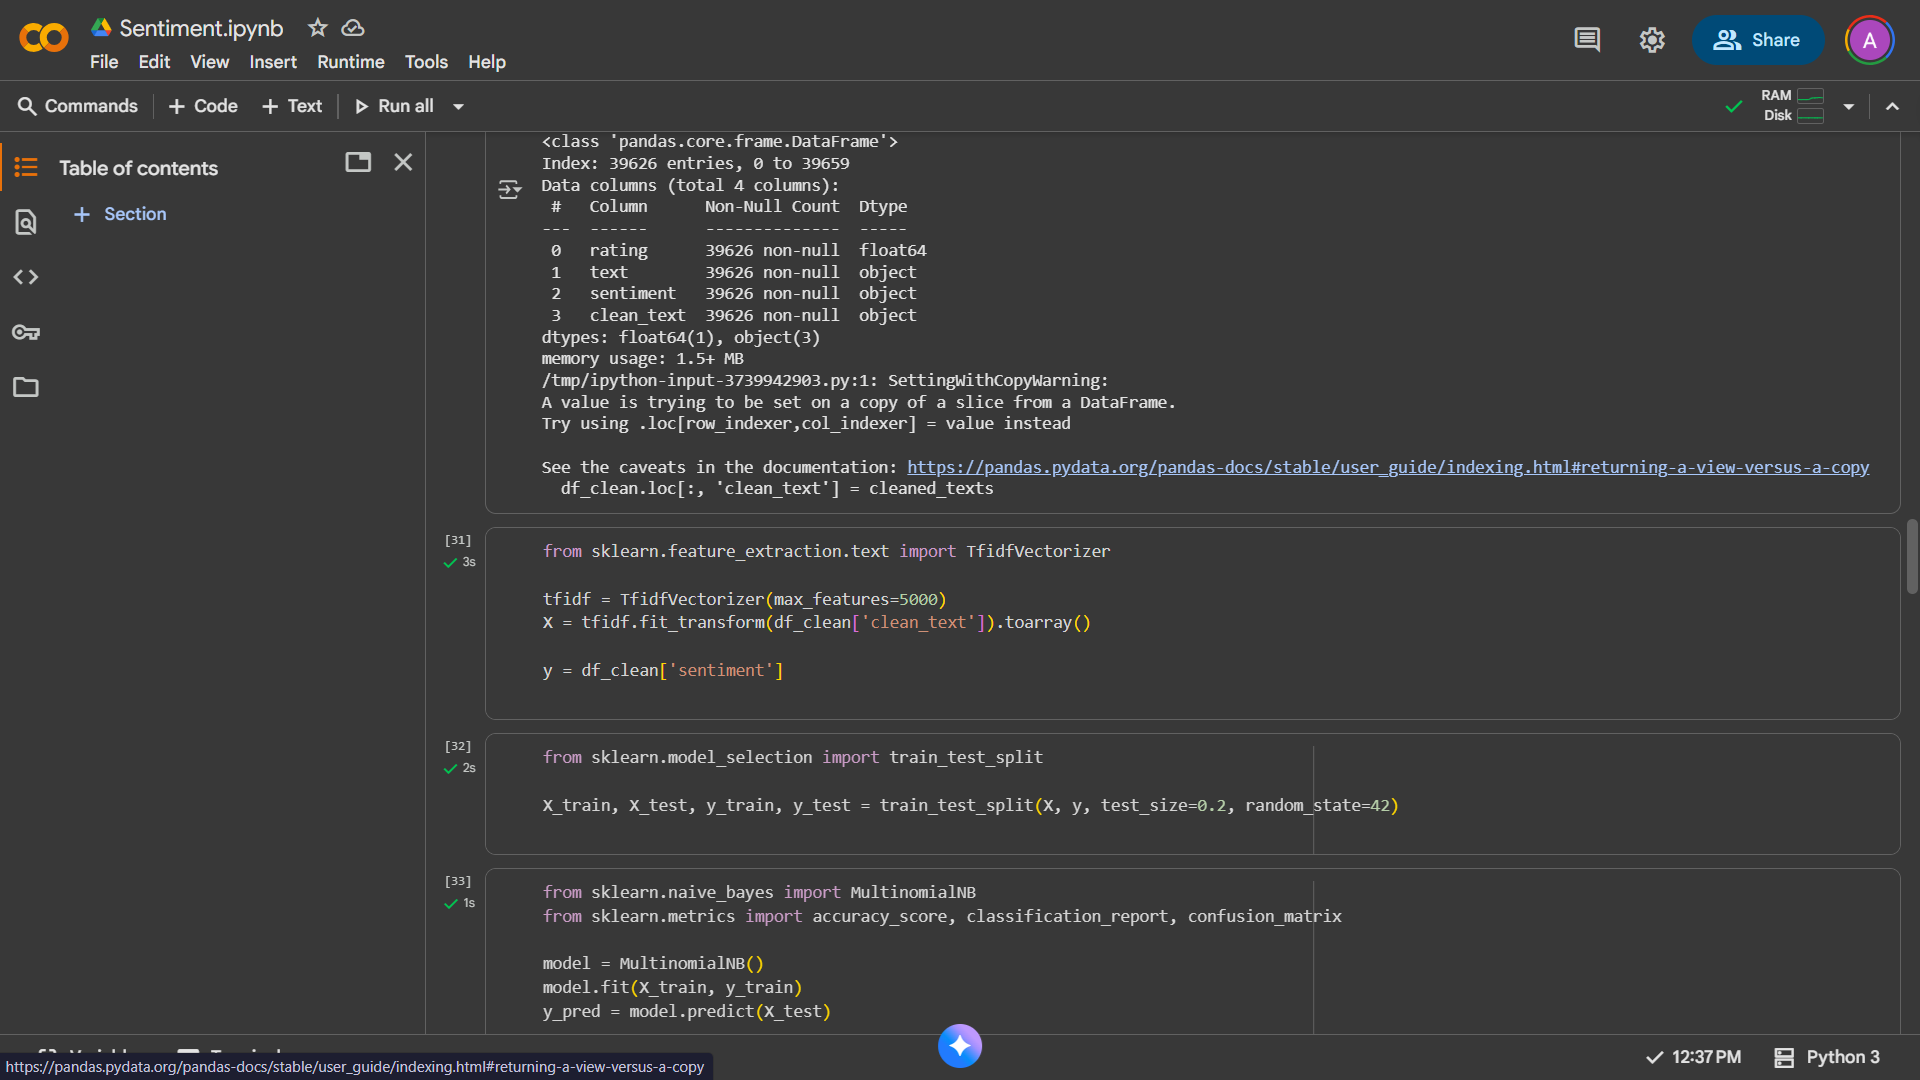 Sentiment.ipynb
File Edit View Insert Runtime Tools Help
Share
A
Commands + Code + Text Run all
RAM
Disk
Table of contents
+ Section
<class 'pandas.core.frame.DataFrame'>
Index: 39626 entries, 0 to 39659
Data columns (total 4 columns):
 #   Column      Non-Null Count  Dtype
---  ------      --------------  -----
 0   rating      39626 non-null  float64
 1   text        39626 non-null  object
 2   sentiment   39626 non-null  object
 3   clean_text  39626 non-null  object
dtypes: float64(1), object(3)
memory usage: 1.5+ MB
/tmp/ipython-input-3739942903.py:1: SettingWithCopyWarning:
A value is trying to be set on a copy of a slice from a DataFrame.
Try using .loc[row_indexer,col_indexer] = value instead
See the caveats in the documentation: https://pandas.pydata.org/pandas-docs/stable/user_guide/indexing.html#returning-a-view-versus-a-copy
  df_clean.loc[:, 'clean_text'] = cleaned_texts
[31]
3s
from sklearn.feature_extraction.text import TfidfVectorizer
tfidf = TfidfVectorizer(max_features=5000)
X = tfidf.fit_transform(df_clean['clean_text']).toarray()
y = df_clean['sentiment']
[32]
2s
from sklearn.model_selection import train_test_split
X_train, X_test, y_train, y_test = train_test_split(X, y, test_size=0.2, random_state=42)
[33]
1s
from sklearn.naive_bayes import MultinomialNB
from sklearn.metrics import accuracy_score, classification_report, confusion_matrix
model = MultinomialNB()
model.fit(X_train, y_train)
y_pred = model.predict(X_test)
https://pandas.pydata.org/pandas-docs/stable/user_guide/indexing.html#returning-a-view-versus-a-copy
12:37 PM Python 3